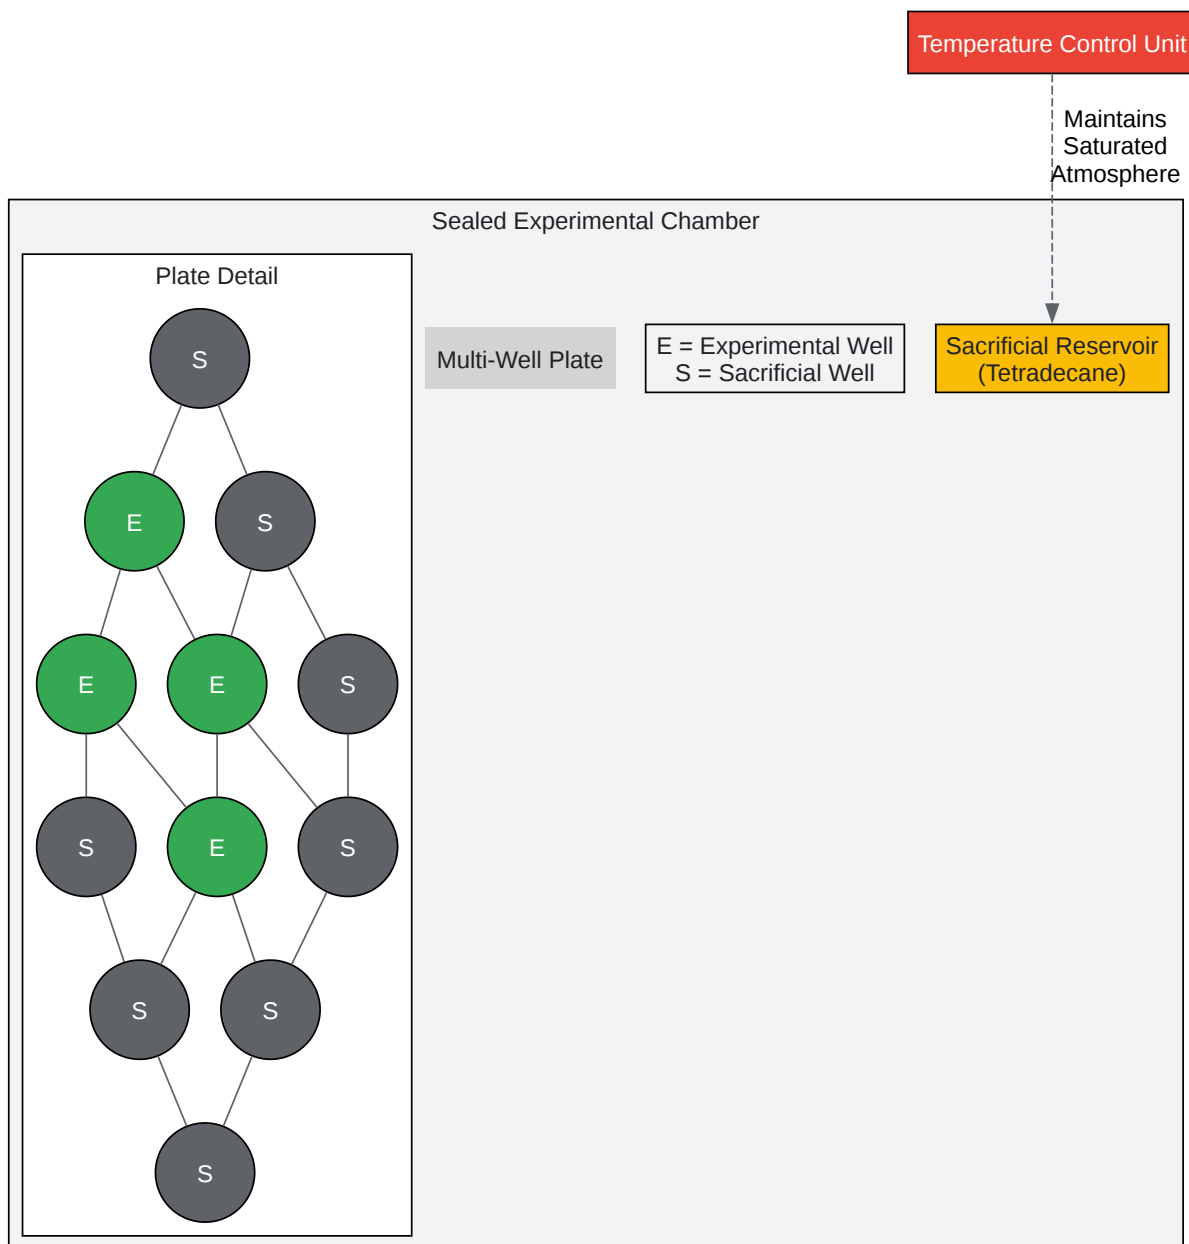 Temperature Control Unit
Maintains
Saturated
Atmosphere
Sealed Experimental Chamber
Plate Detail
S
E
S
E
E
S
S
E
S
S
S
S
Multi-Well Plate
E = Experimental Well
S = Sacrificial Well
Sacrificial Reservoir
(Tetradecane)